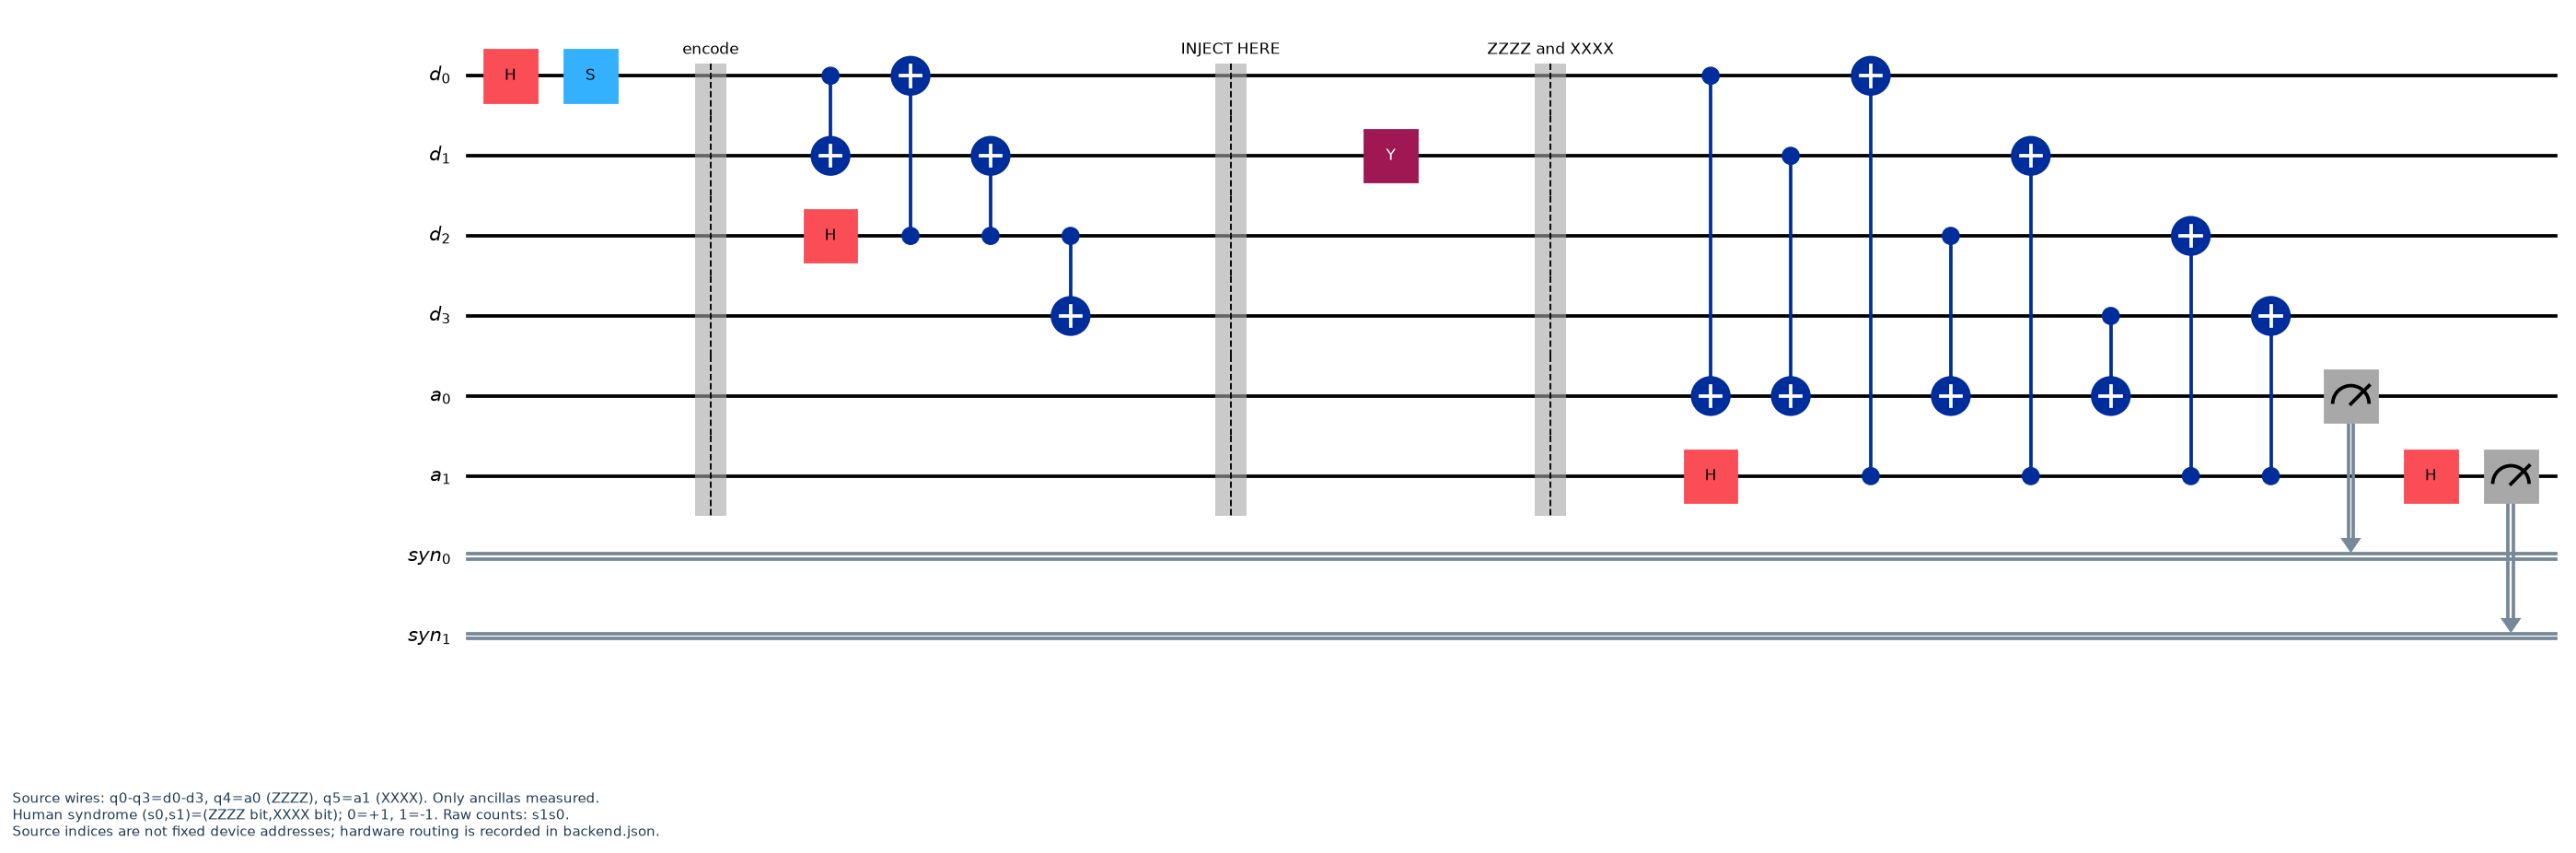 encode INJECT HERE ZZZZ and XXXX
d0 H S
d1 Y
d2 H
d3
a0
a1 H H
syn0
syn1
Source wires: q0-q3=d0-d3, q4=a0 (ZZZZ), q5=a1 (XXXX). Only ancillas measured.
Human syndrome (s0,s1)=(ZZZZ bit,XXXX bit); 0=+1, 1=-1. Raw counts: s1s0.
Source indices are not fixed device addresses; hardware routing is recorded in backend.json.